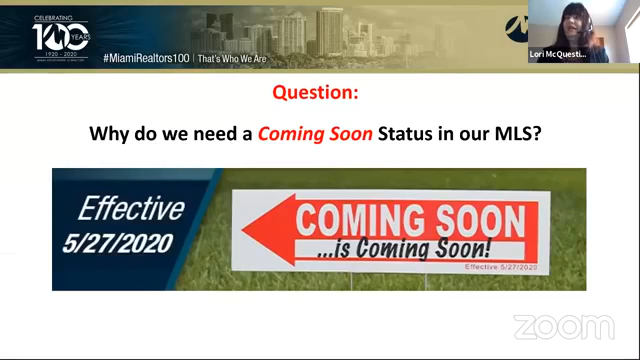 CELEBRATING
100 YEARS
1920 - 2020
#MiamiRealtors100 | That's Who We Are
Lori McQuesti...
Question:
Why do we need a Coming Soon Status in our MLS?
Effective
5/27/2020
COMING SOON
...is Coming Soon!
Effective 5/27/2020
zoom